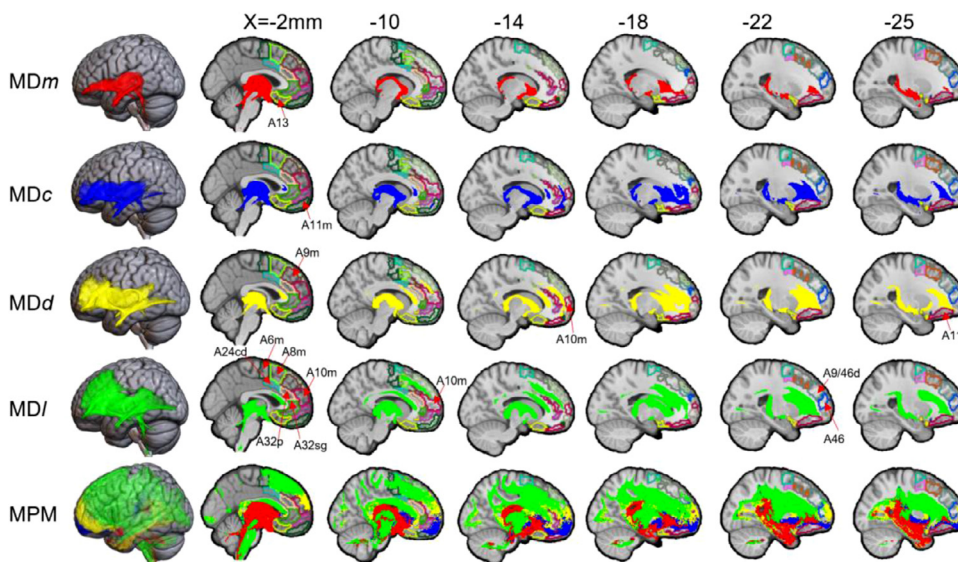 X=-2mm -10 -14 -18 -22 -25
MDm
A13
MDc
A11m
A9m
MDd
A10m
A11
A24cd A6m A8m
A10m A10m
A9/46d
MDl
A32p A32sg
A46
MPM